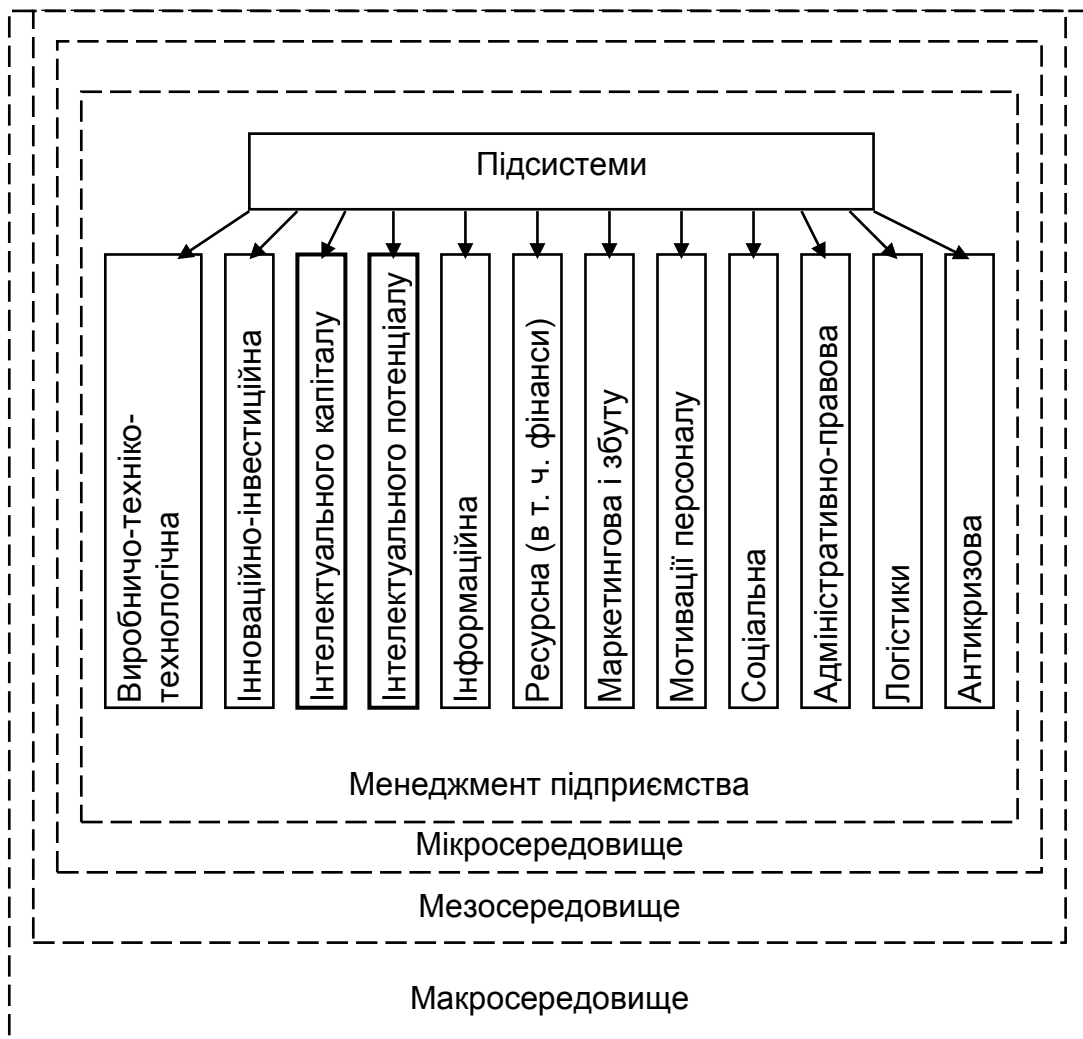 Підсистеми
Виробничо-техніко-
технологічна
Інноваційно-інвестиційна
Інтелектуального капіталу
Інтелектуального потенціалу
Інформаційна
Ресурсна (в т. ч. фінанси)
Маркетингова і збуту
Мотивації персоналу
Соціальна
Адміністративно-правова
Логістики
Антикризова
Менеджмент підприємства
Мікросередовище
Мезосередовище
Макросередовище